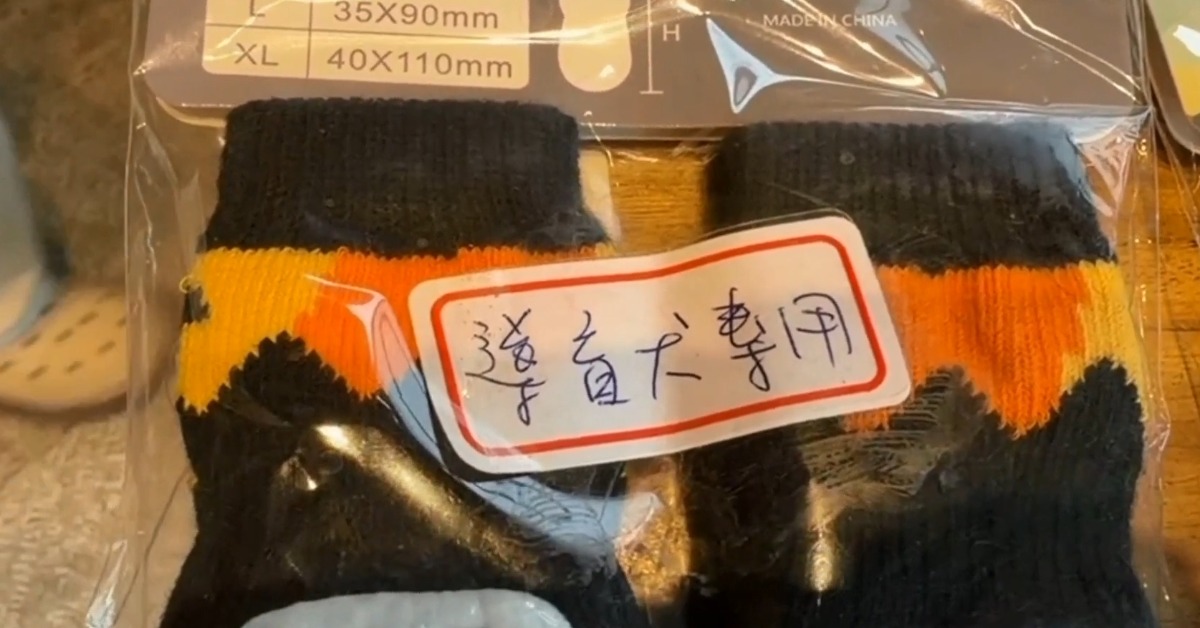 L 35X90mm
XL 40X110mm
H
MADE IN CHINA
導盲犬專用